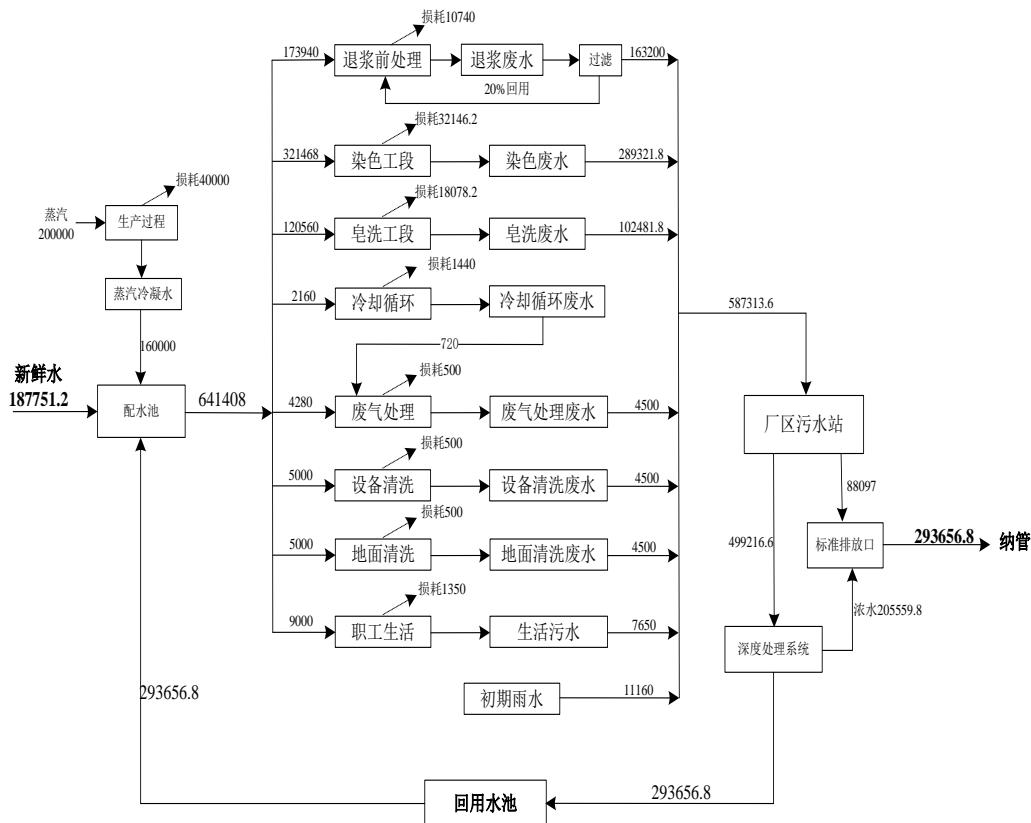 损耗10740
173940
退浆前处理
退浆废水
过滤
163200
20%回用
损耗32146.2
321468
染色工段
染色废水
289321.8
损耗40000
蒸汽
200000
生产过程
损耗18078.2
120560
皂洗工段
皂洗废水
102481.8
蒸汽冷凝水
损耗1440
2160
冷却循环
冷却循环废水
587313.6
160000
720
新鲜水
187751.2
配水池
641408
损耗500
4280
废气处理
废气处理废水
4500
厂区污水站
损耗500
5000
设备清洗
设备清洗废水
4500
88097
损耗500
5000
地面清洗
地面清洗废水
4500
499216.6
标准排放口
293656.8
纳管
损耗1350
9000
职工生活
生活污水
7650
浓水205559.8
深度处理系统
293656.8
初期雨水
11160
回用水池
293656.8